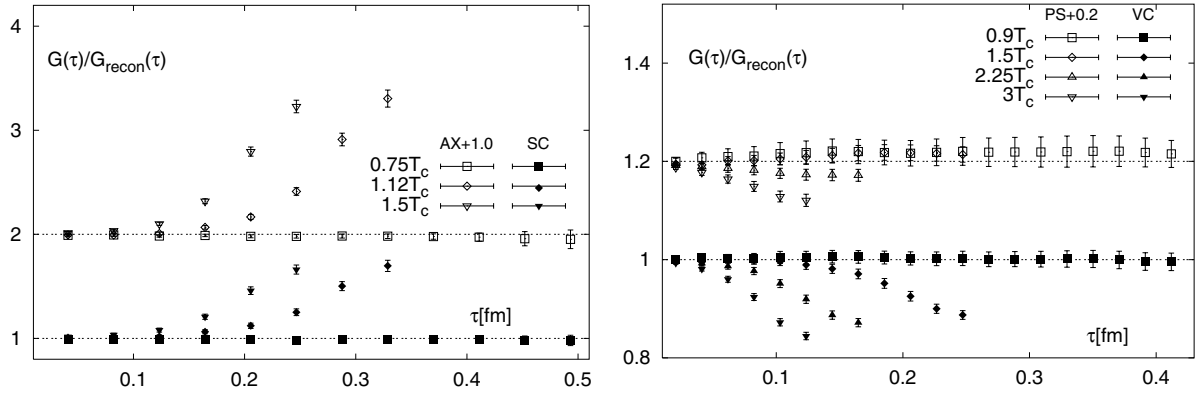 4
3
2
1
G(τ)/G_recon(τ)
AX+1.0 SC
0.75T_c
1.12T_c
1.5T_c
τ[fm]
0.1 0.2 0.3 0.4 0.5
1.4
1.2
1
0.8
G(τ)/G_recon(τ)
PS+0.2 VC
0.9T_c
1.5T_c
2.25T_c
3T_c
τ[fm]
0.1 0.2 0.3 0.4